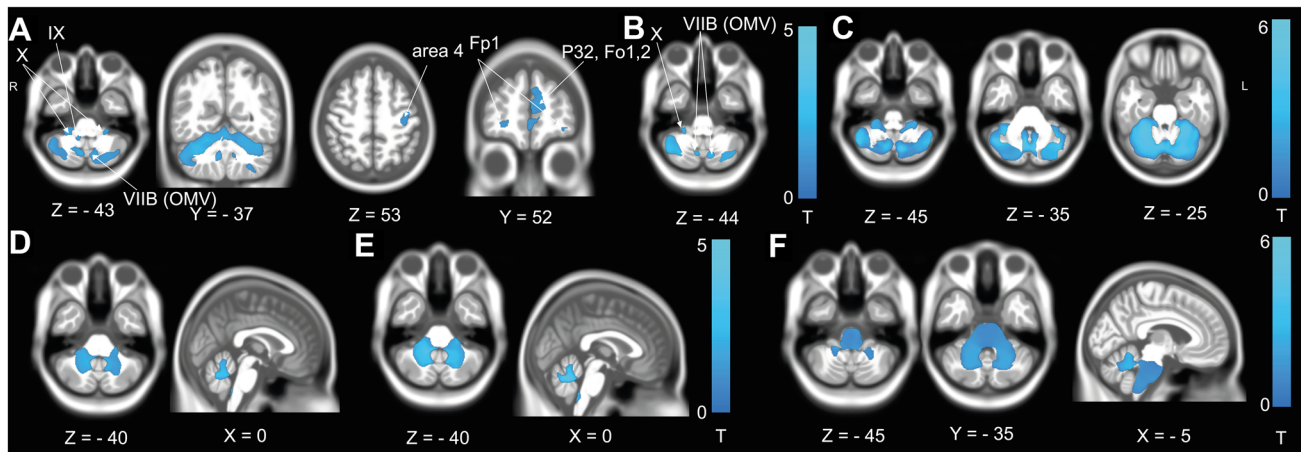 A
IX
X
R
area 4
Fp1
P32, Fo1,2
VIIB (OMV)
Z = - 43
Y = - 37
Z = 53
Y = 52
B
VIIB (OMV)
X
Z = - 44
5
0
T
C
L
Z = - 45
Z = - 35
Z = - 25
6
0
T
D
Z = - 40
X = 0
E
Z = - 40
X = 0
5
0
T
F
Z = - 45
Y = - 35
X = - 5
6
0
T